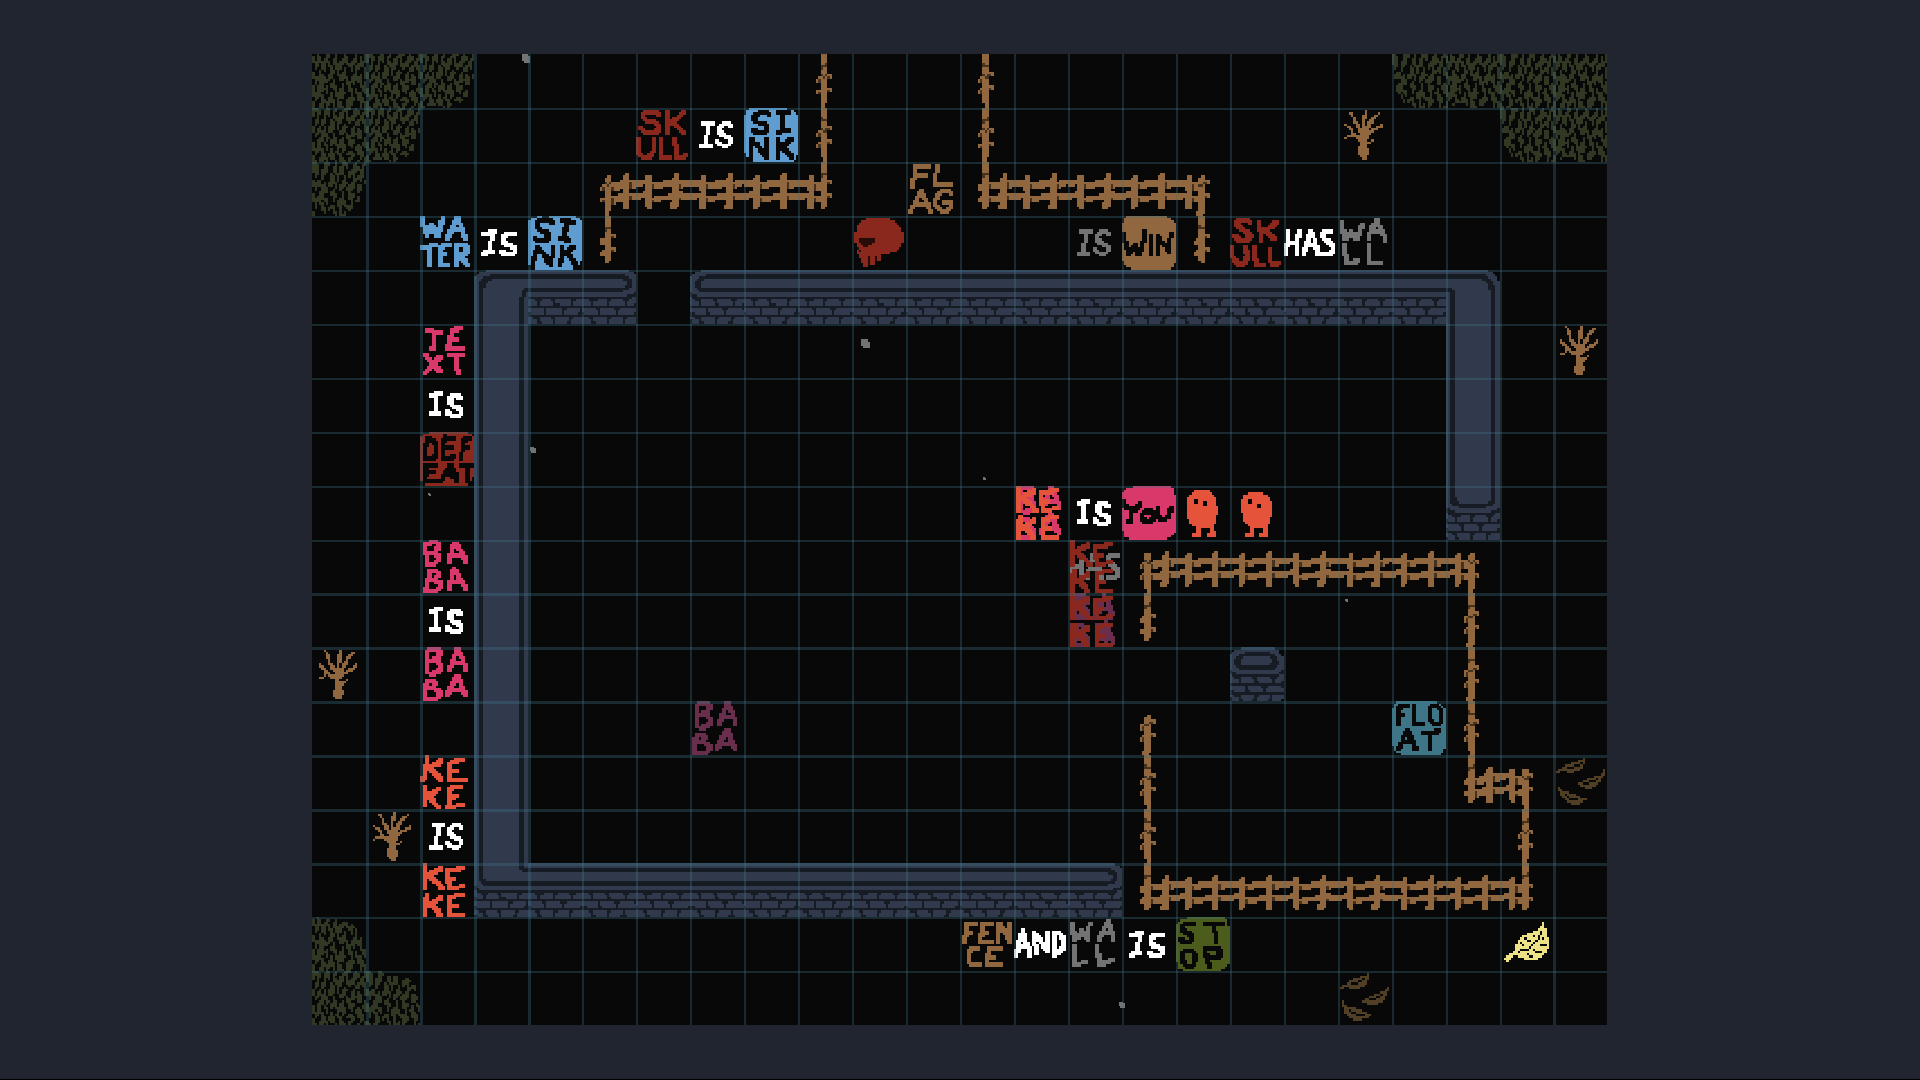 SKULL IS SINK
FLAG
WATER IS SINK
IS WIN
SKULL HAS WALL
TEXT IS DEFEAT
IS YOU
BABA IS BABA
BABA
FLOAT
KEKE IS KEKE
FENCE AND WALL IS STOP